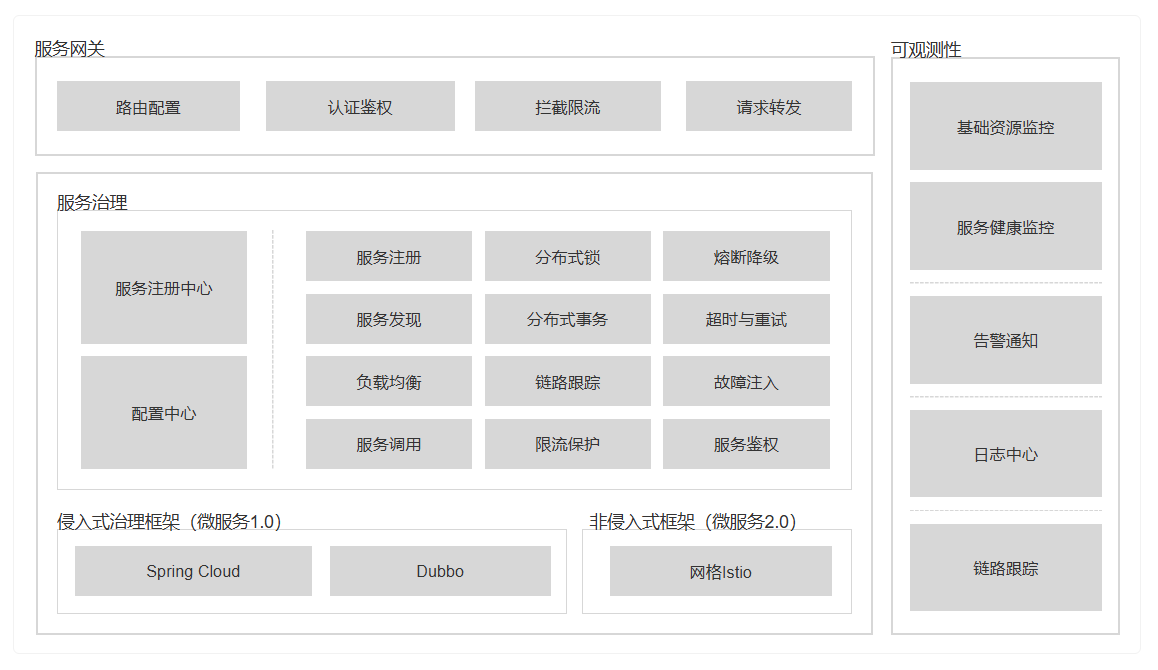 服务网关
路由配置
认证鉴权
拦截限流
请求转发
服务治理
服务注册中心
配置中心
服务注册
分布式锁
熔断降级
服务发现
分布式事务
超时与重试
负载均衡
链路跟踪
故障注入
服务调用
限流保护
服务鉴权
侵入式治理框架（微服务1.0）
Spring Cloud
Dubbo
非侵入式框架（微服务2.0）
网格Istio
可观测性
基础资源监控
服务健康监控
告警通知
日志中心
链路跟踪